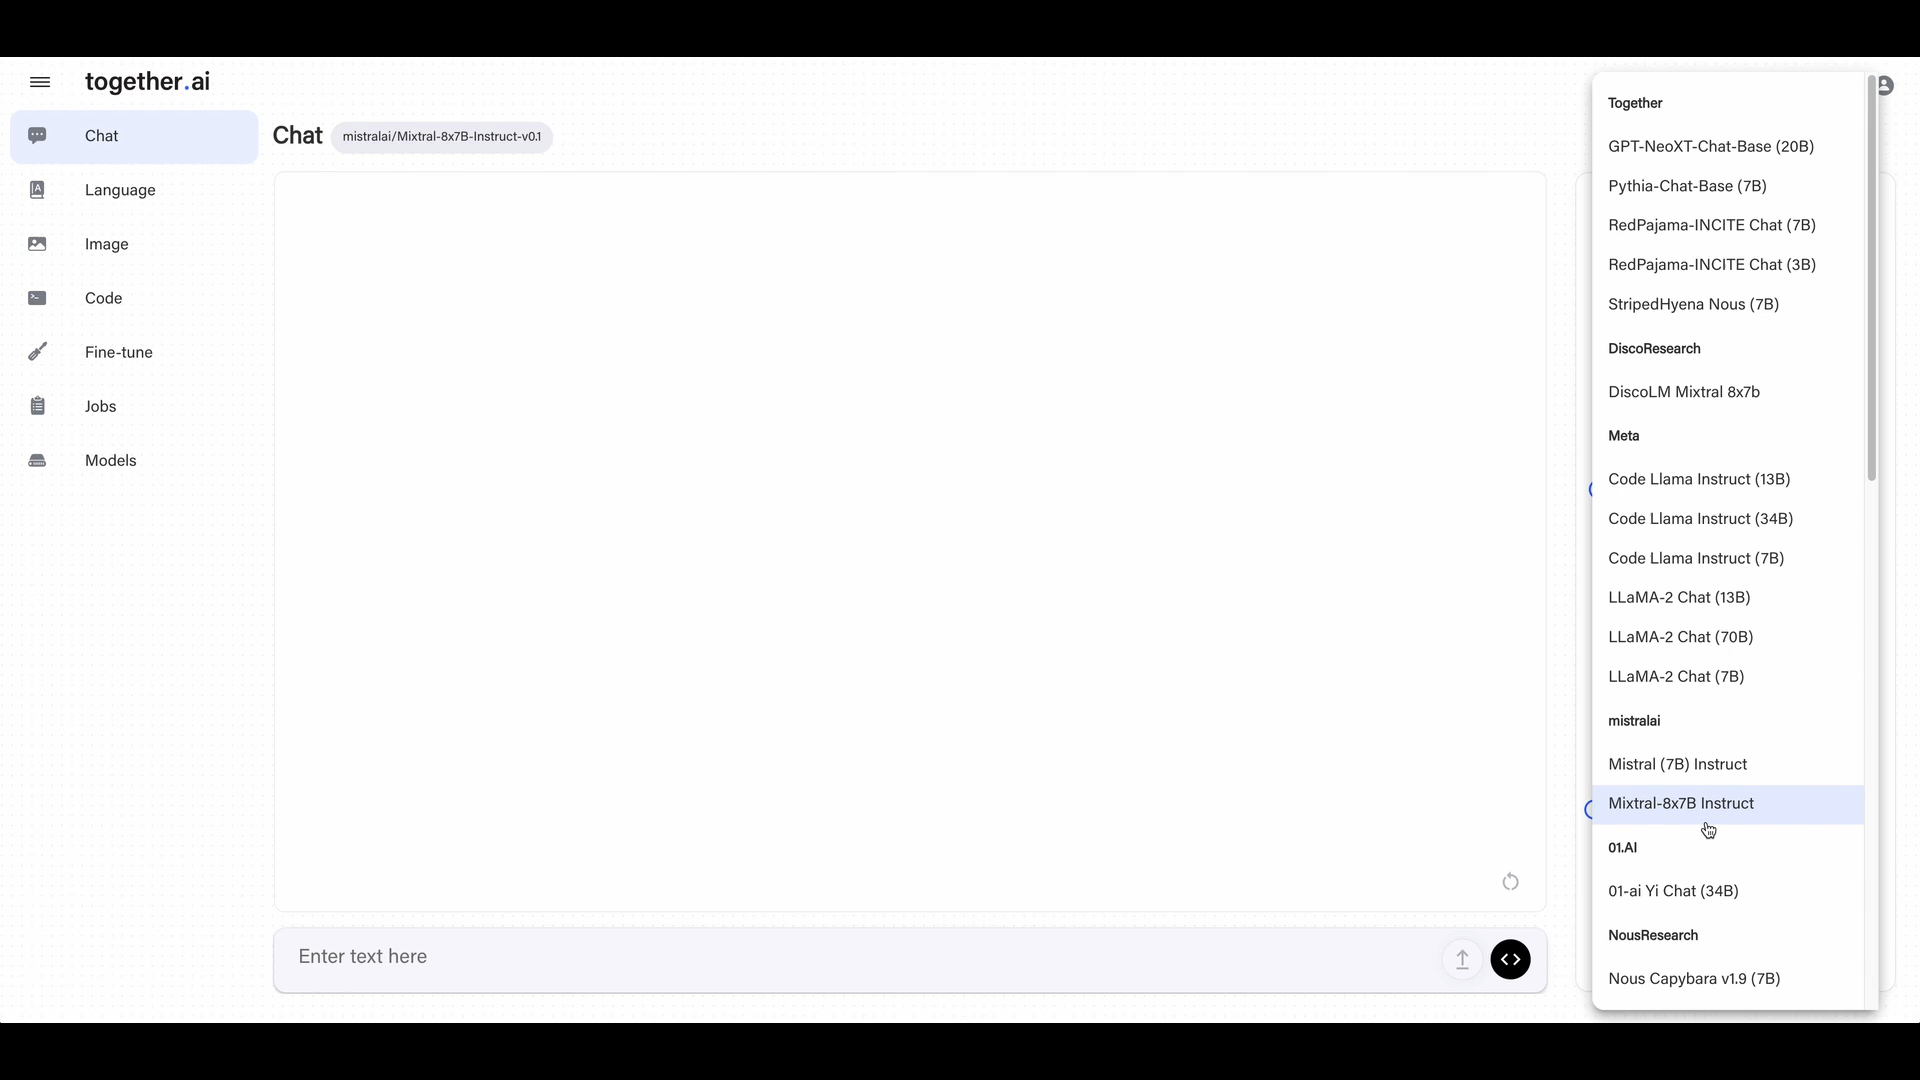 together.ai
Chat
Language
Image
Code
Fine-tune
Jobs
Models
Chat
mistralai/Mixtral-8x7B-Instruct-v0.1
Enter text here
Together
GPT-NeoXT-Chat-Base (20B)
Pythia-Chat-Base (7B)
RedPajama-INCITE Chat (7B)
RedPajama-INCITE Chat (3B)
StripedHyena Nous (7B)
DiscoResearch
DiscoLM Mixtral 8x7b
Meta
Code Llama Instruct (13B)
Code Llama Instruct (34B)
Code Llama Instruct (7B)
LLaMA-2 Chat (13B)
LLaMA-2 Chat (70B)
LLaMA-2 Chat (7B)
mistralai
Mistral (7B) Instruct
Mixtral-8x7B Instruct
01.AI
01-ai Yi Chat (34B)
NousResearch
Nous Capybara v1.9 (7B)